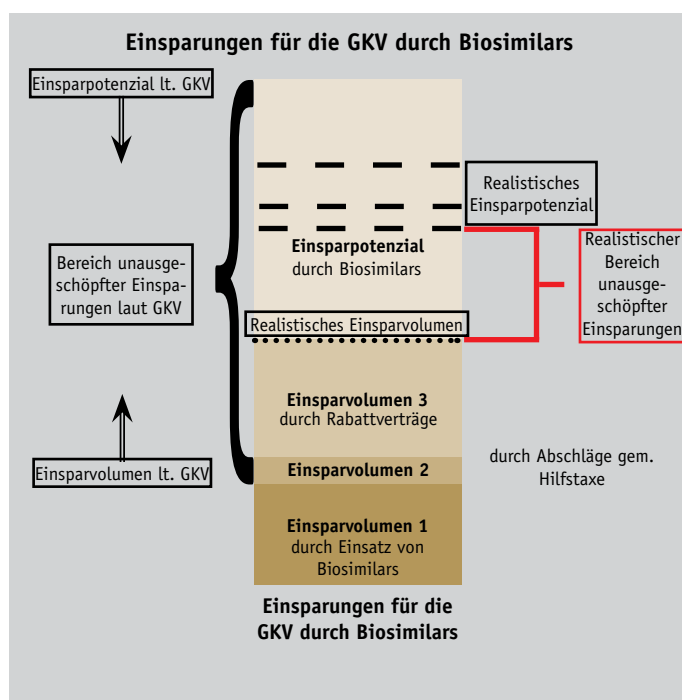 Einsparungen für die GKV durch Biosimilars
Einsparpotenzial lt. GKV
Realistisches
Einsparpotenzial
Einsparpotenzial
durch Biosimilars
Bereich unausge-
schöpfter Einspa-
rungen laut GKV
Realistischer
Bereich
unausge-
schöpfter
Einsparungen
Realistisches Einsparvolumen
Einsparvolumen 3
durch Rabattverträge
Einsparvolumen lt. GKV
Einsparvolumen 2
durch Abschläge gem.
Hilfstaxe
Einsparvolumen 1
durch Einsatz von
Biosimilars
Einsparungen für die
GKV durch Biosimilars